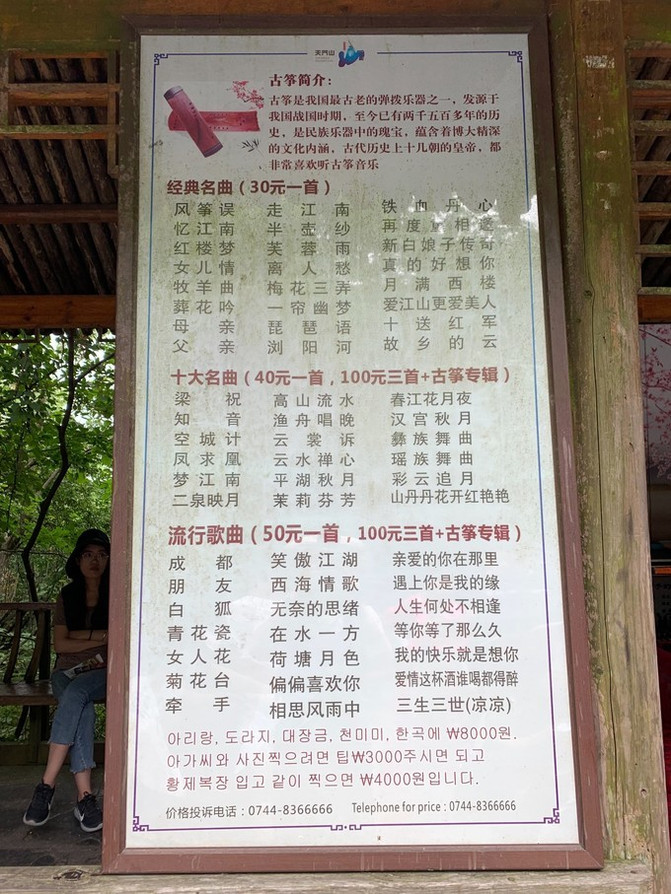 天门山
古筝简介：
古筝是我国最古老的弹拨乐器之一，发源于
我国战国时期，至今已有两千五百多年的历
史，是民族乐器中的瑰宝，蕴含着博大精深
的文化内涵，古代历史上十几朝的皇帝，都
非常喜欢听古筝音乐
经典名曲（30元一首）
风筝误 走江南 铁血丹心
忆江南 半壶纱 再度重相逢
红楼梦 芙蓉雨 新白娘子传奇
女儿情 离人愁 真的好想你
牧羊曲 梅花三弄 月满西楼
葬花吟 一帘幽梦 爱江山更爱美人
母亲 琵琶语 十送红军
父亲 浏阳河 故乡的云
十大名曲（40元一首，100元三首+古筝专辑）
梁祝 高山流水 春江花月夜
知音 渔舟唱晚 汉宫秋月
空城计 云裳诉 彝族舞曲
凤求凰 云水禅心 瑶族舞曲
梦江南 平湖秋月 彩云追月
二泉映月 茉莉芬芳 山丹丹花开红艳艳
流行歌曲（50元一首，100元三首+古筝专辑）
成都 笑傲江湖 亲爱的你在那里
朋友 西海情歌 遇上你是我的缘
白狐 无奈的思绪 人生何处不相逢
青花瓷 在水一方 等你等了那么久
女人花 荷塘月色 我的快乐就是想你
菊花台 偏偏喜欢你 爱情这杯酒谁喝都得醉
牵手 相思风雨中 三生三世(凉凉)
아리랑, 도라지, 대장금, 천미미, 한곡에 ₩8000원.
아가씨와 사진찍으려면 팁₩3000주시면 되고
황제복장 입고 같이 찍으면 ₩4000원입니다.
价格投诉电话：0744-8366666 Telephone for price : 0744-8366666